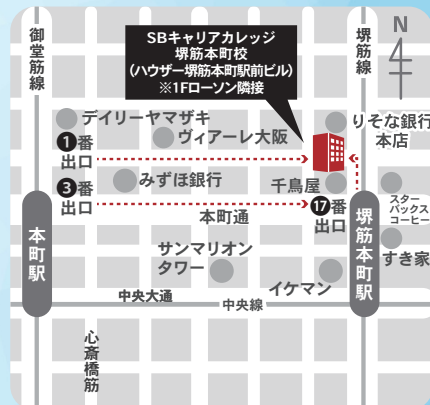 SBキャリアカレッジ
堺筋本町校
(ハウザー堺筋本町駅前ビル)
※1Fローソン隣接
N
御堂筋線
堺筋線
デイリーヤマザキ
ヴィアーレ大阪
りそな銀行
本店
1番
出口
3番
出口
みずほ銀行
千鳥屋
本町通
17番
出口
スター
バックス
コーヒー
本町駅
堺筋本町駅
サンマリオン
タワー
イケマン
すき家
中央大通
中央線
心斎橋筋